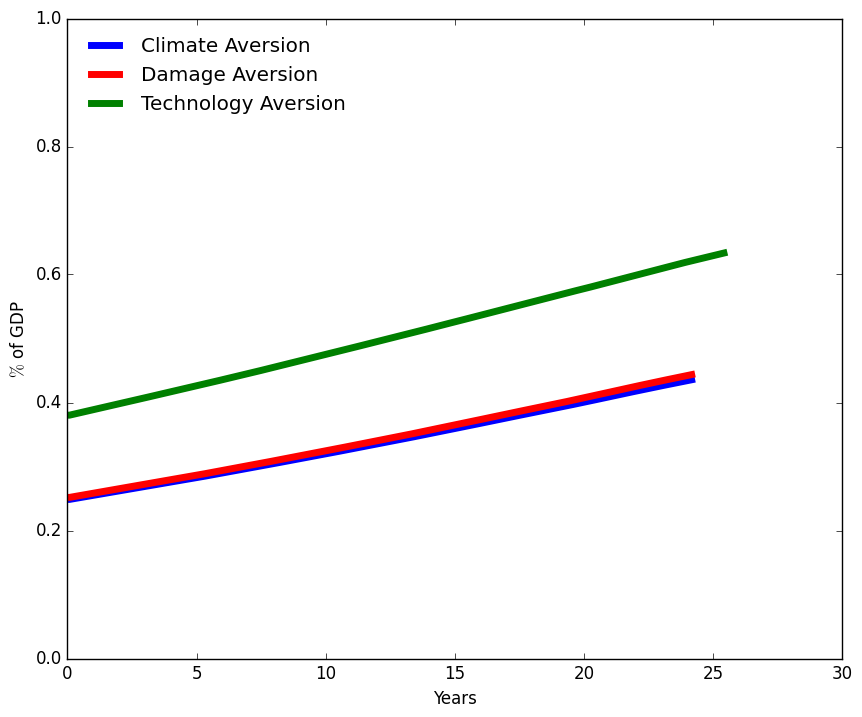 1.0
Climate Aversion
Damage Aversion
Technology Aversion
0.8
0.6
% of GDP
0.4
0.2
0.0
0 5 10 15 20 25 30
Years